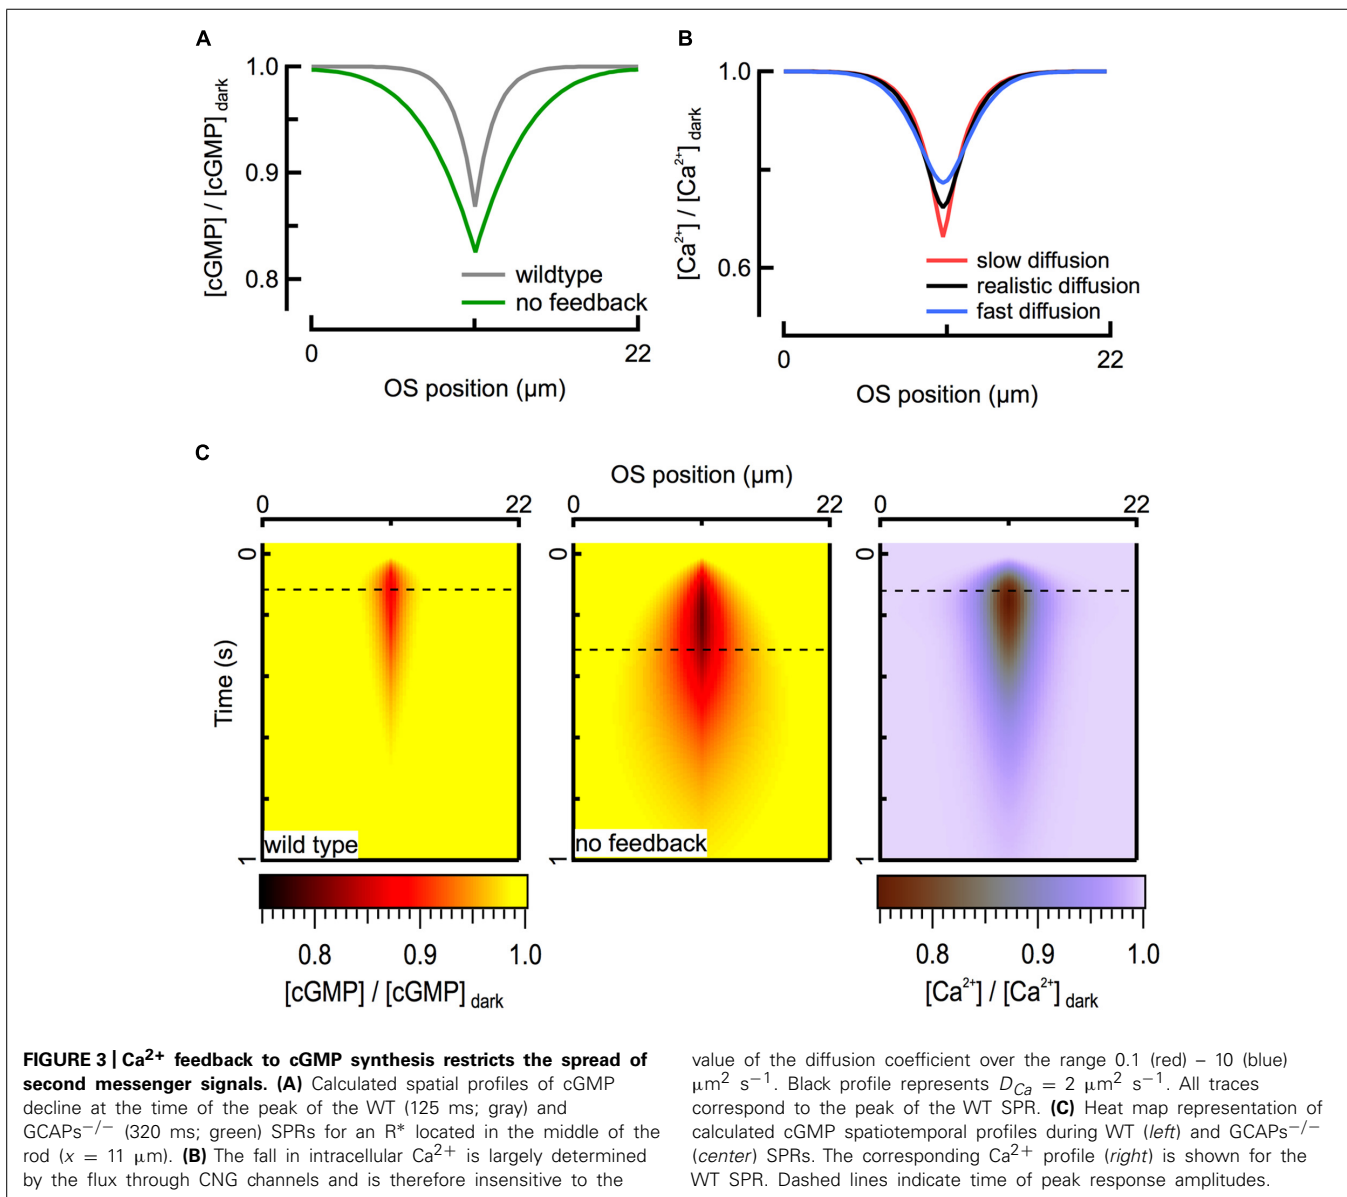 A
1.0
0.9
0.8
[cGMP] / [cGMP] dark
wildtype
no feedback
0
22
OS position (µm)
B
1.0
0.6
[Ca2+] / [Ca2+] dark
slow diffusion
realistic diffusion
fast diffusion
0
22
OS position (µm)
C
OS position (µm)
0
22
0
22
0
22
Time (s)
0
1
wild type
0
1
no feedback
0
1
0.8
0.9
1.0
[cGMP] / [cGMP] dark
0.8
0.9
1.0
[Ca2+] / [Ca2+] dark
FIGURE 3 | Ca2+ feedback to cGMP synthesis restricts the spread of
second messenger signals. (A) Calculated spatial profiles of cGMP
decline at the time of the peak of the WT (125 ms; gray) and
GCAPs−/− (320 ms; green) SPRs for an R* located in the middle of the
rod (x = 11 μm). (B) The fall in intracellular Ca2+ is largely determined
by the flux through CNG channels and is therefore insensitive to the
value of the diffusion coefficient over the range 0.1 (red) – 10 (blue)
μm2 s−1. Black profile represents DCa = 2 μm2 s−1. All traces
correspond to the peak of the WT SPR. (C) Heat map representation of
calculated cGMP spatiotemporal profiles during WT (left) and GCAPs−/−
(center) SPRs. The corresponding Ca2+ profile (right) is shown for the
WT SPR. Dashed lines indicate time of peak response amplitudes.